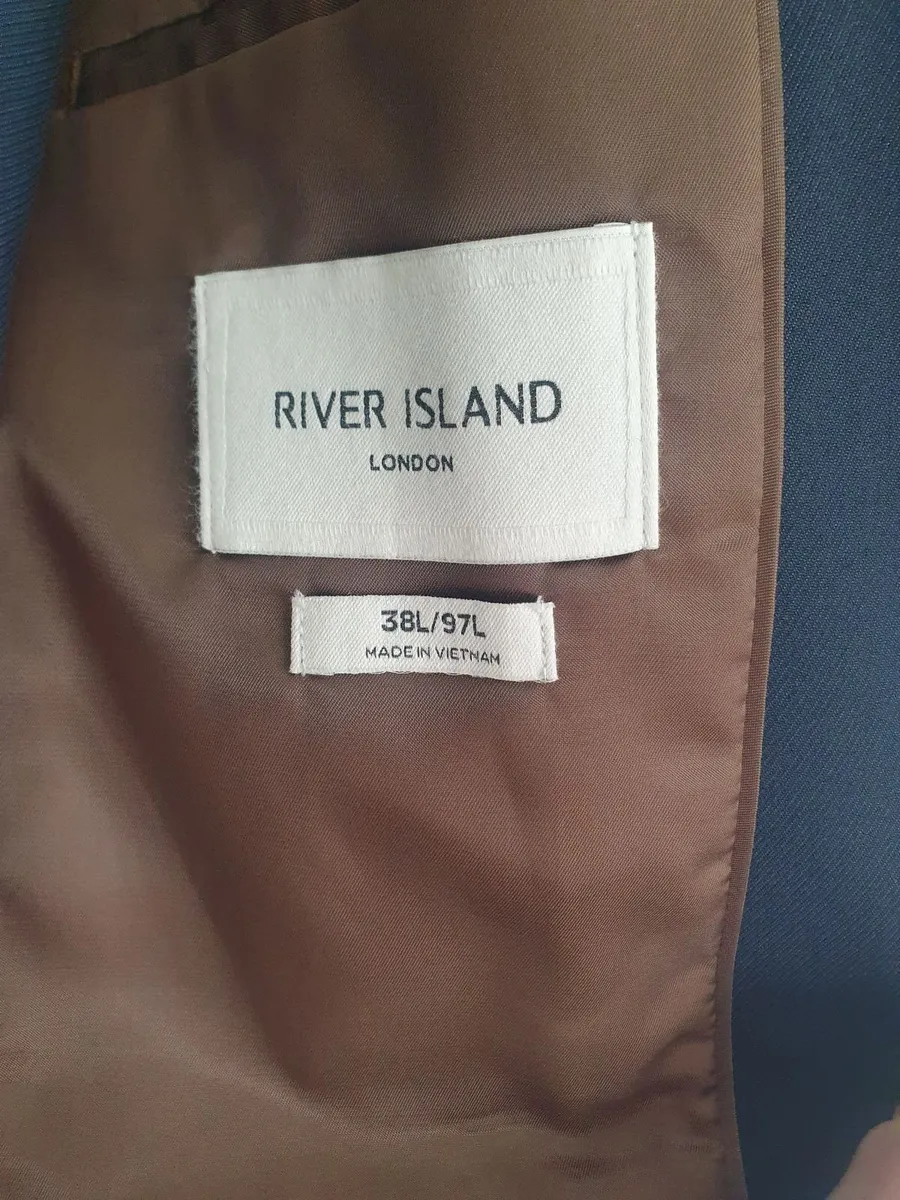 RIVER ISLAND
LONDON
38L/97L
MADE IN VIETNAM